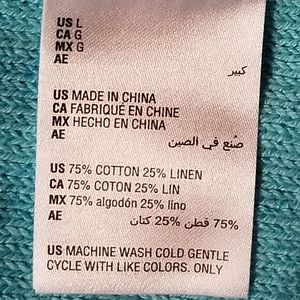 US L
CA G
MX G
AE
كبير
US MADE IN CHINA
CA FABRIQUÉ EN CHINE
MX HECHO EN CHINA
AE
صُنع في الصين
US 75% COTTON 25% LINEN
CA 75% COTON 25% LIN
MX 75% algodón 25% lino
AE 75% قطن 25% كتان
US MACHINE WASH COLD GENTLE
CYCLE WITH LIKE COLORS. ONLY